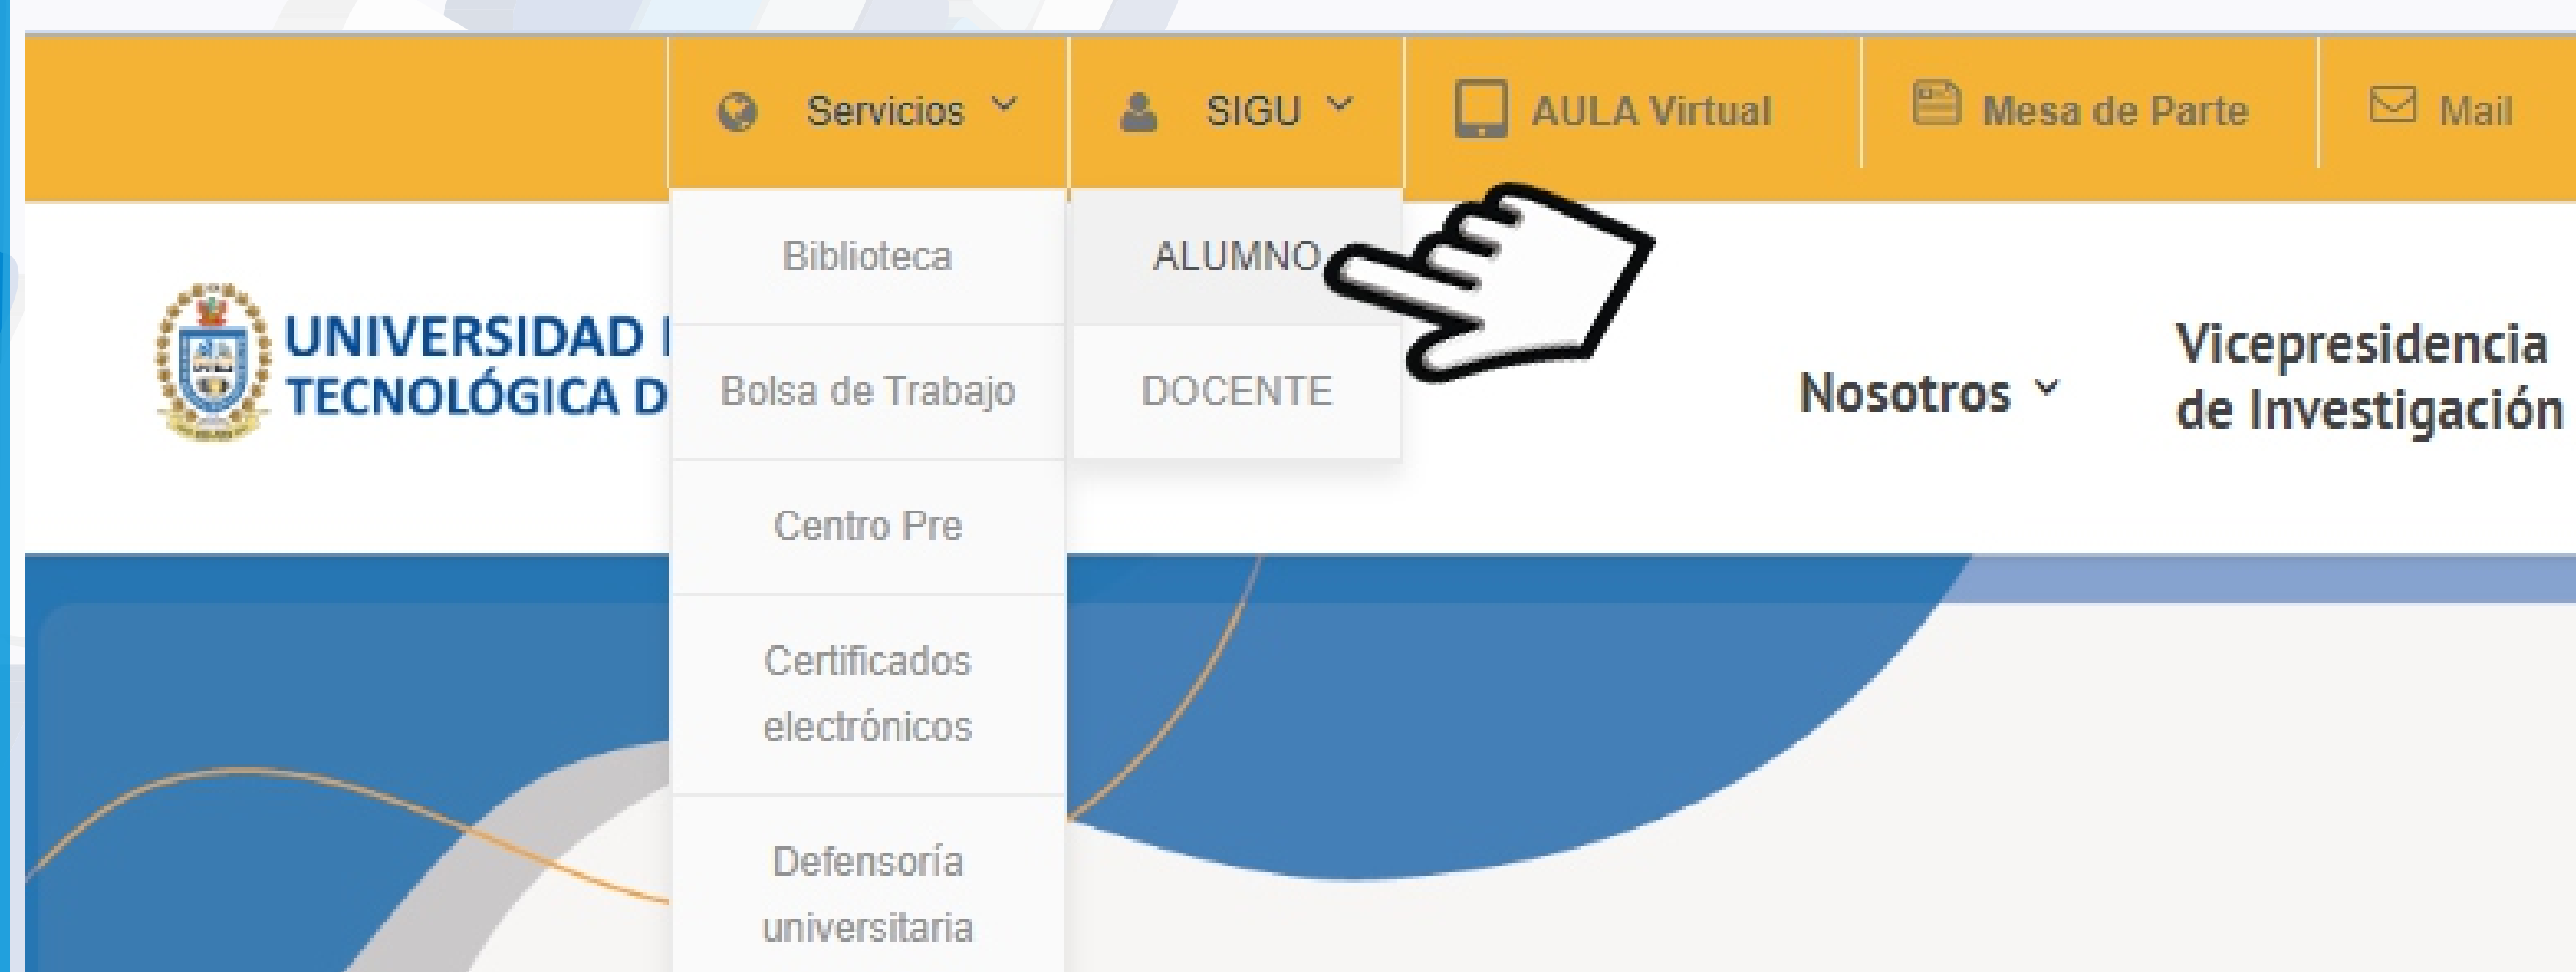 Servicios
SIGU
AULA Virtual
Mesa de Parte
Mail
Biblioteca
Bolsa de Trabajo
Centro Pre
Certificados
electrónicos
Defensoría
universitaria
ALUMNO
DOCENTE
UNIVERSIDAD
TECNOLÓGICA D
Nosotros
Vicepresidencia
de Investigación